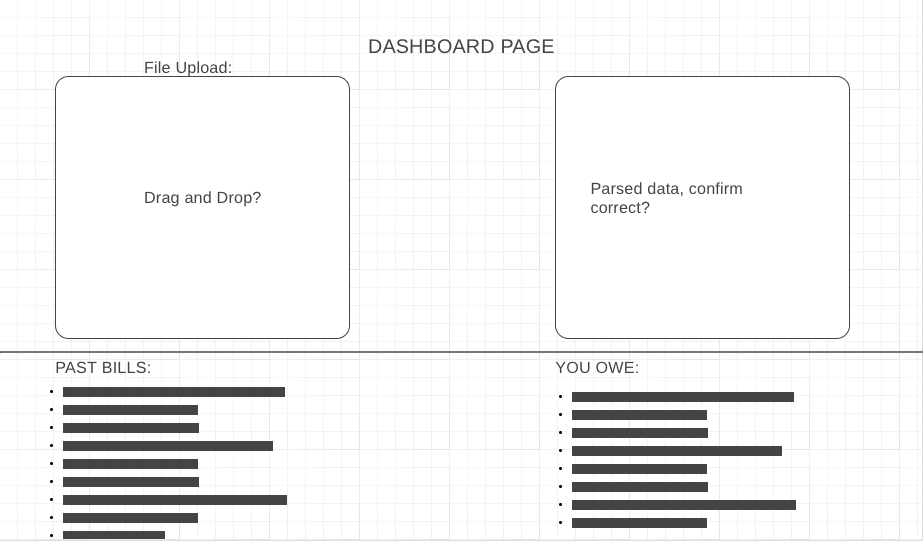 DASHBOARD PAGE
File Upload:
Drag and Drop?
Parsed data, confirm
correct?
PAST BILLS:
YOU OWE: